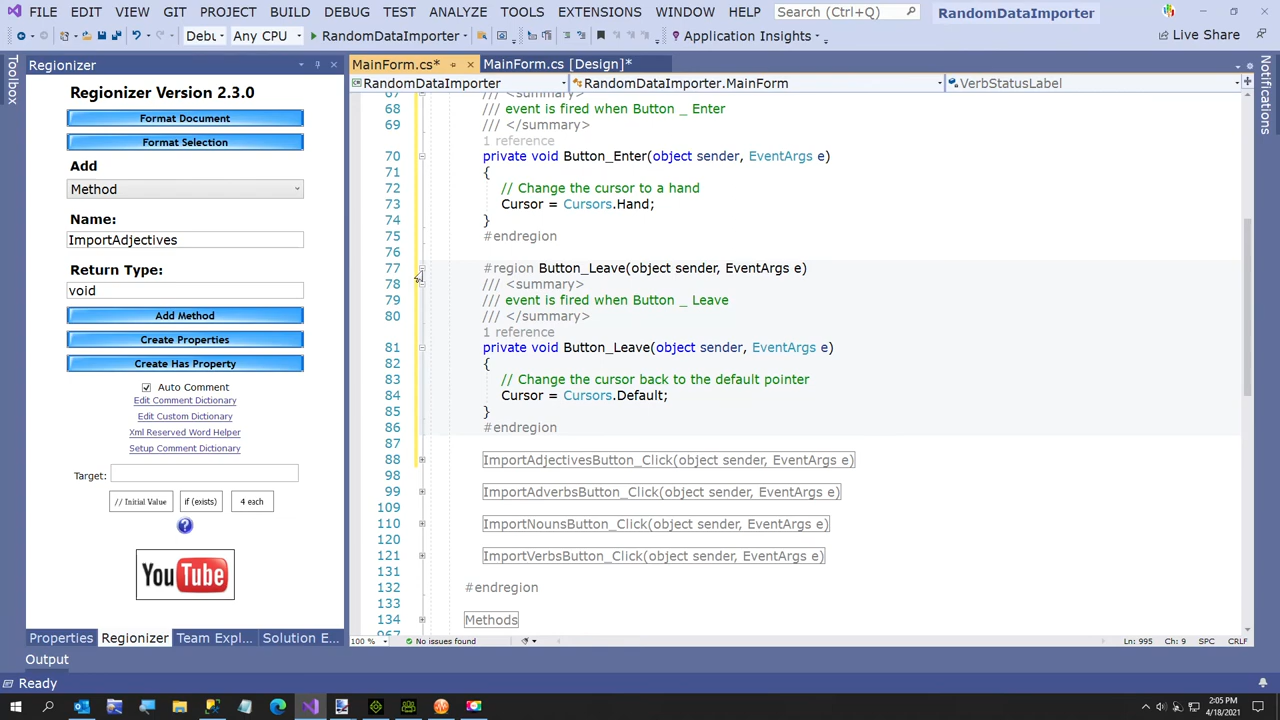 FILE EDIT VIEW GIT PROJECT BUILD DEBUG TEST ANALYZE TOOLS EXTENSIONS WINDOW HELP Search (Ctrl+Q) RandomDataImporter
Debu Any CPU RandomDataImporter Application Insights Live Share
Toolbox
Regionizer
Regionizer Version 2.3.0
Format Document
Format Selection
Add
Method
Name:
ImportAdjectives
Return Type:
void
Add Method
Create Properties
Create Has Property
Auto Comment
Edit Comment Dictionary
Edit Custom Dictionary
Xml Reserved Word Helper
Setup Comment Dictionary
Target:
// Initial Value if (exists) 4 each
You Tube
Properties Regionizer Team Expl... Solution E...
MainForm.cs* MainForm.cs [Design]*
RandomDataImporter RandomDataImporter.MainForm VerbStatusLabel
67 /// <summary>
68 /// event is fired when Button _ Enter
69 /// </summary>
1 reference
70 private void Button_Enter(object sender, EventArgs e)
71 {
72 // Change the cursor to a hand
73 Cursor = Cursors.Hand;
74 }
75 #endregion
76
77 #region Button_Leave(object sender, EventArgs e)
78 /// <summary>
79 /// event is fired when Button _ Leave
80 /// </summary>
1 reference
81 private void Button_Leave(object sender, EventArgs e)
82 {
83 // Change the cursor back to the default pointer
84 Cursor = Cursors.Default;
85 }
86 #endregion
87
88 ImportAdjectivesButton_Click(object sender, EventArgs e)
98
99 ImportAdverbsButton_Click(object sender, EventArgs e)
109
110 ImportNounsButton_Click(object sender, EventArgs e)
120
121 ImportVerbsButton_Click(object sender, EventArgs e)
131
132 #endregion
133
134 Methods
967
100 % No issues found Ln: 995 Ch: 9 SPC CRLF
Notifications
Output
Ready
2:05 PM
4/18/2021